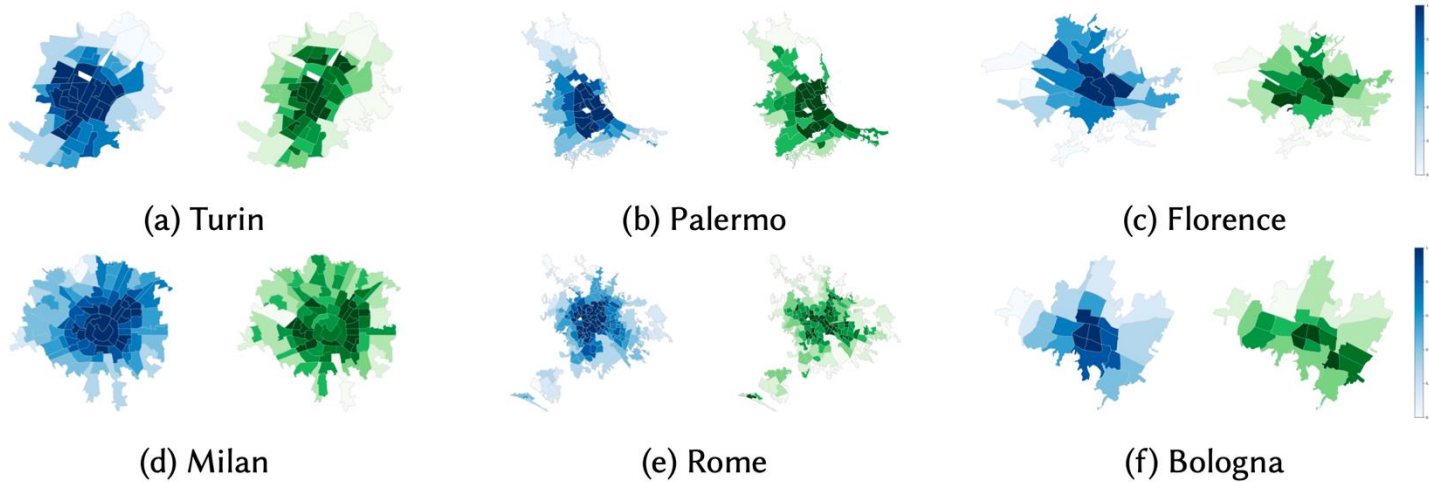 (a) Turin
(b) Palermo
(c) Florence
(d) Milan
(e) Rome
(f) Bologna